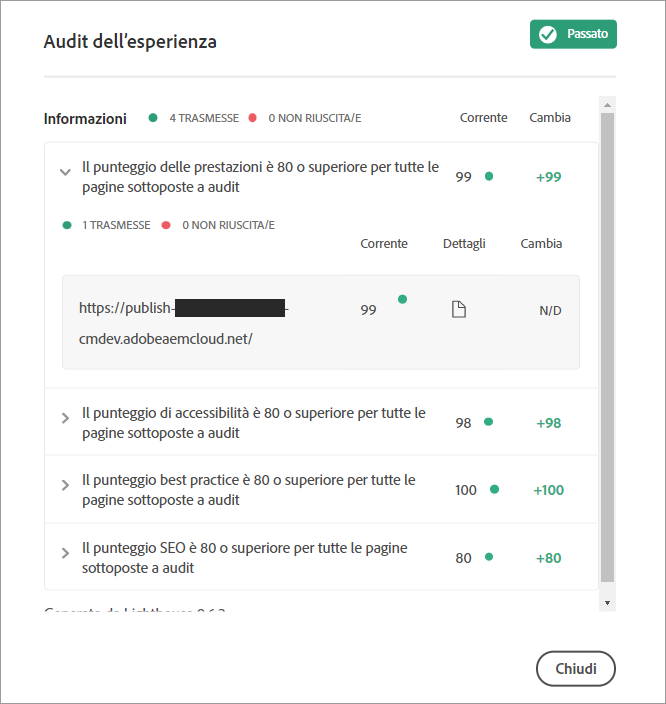 Audit dell'esperienza
Passato
Informazioni 4 TRASMESSE 0 NON RIUSCITA/E Corrente Cambia
Il punteggio delle prestazioni è 80 o superiore per tutte le
pagine sottoposte a audit
99 +99
1 TRASMESSE 0 NON RIUSCITA/E
Corrente Dettagli Cambia
https://publish- -
cmdev.adobeaemcloud.net/
99 N/D
Il punteggio di accessibilità è 80 o superiore per tutte le
pagine sottoposte a audit
98 +98
Il punteggio best practice è 80 o superiore per tutte le
pagine sottoposte a audit
100 +100
Il punteggio SEO è 80 o superiore per tutte le pagine
sottoposte a audit
80 +80
Generato da Lighthouse
Chiudi